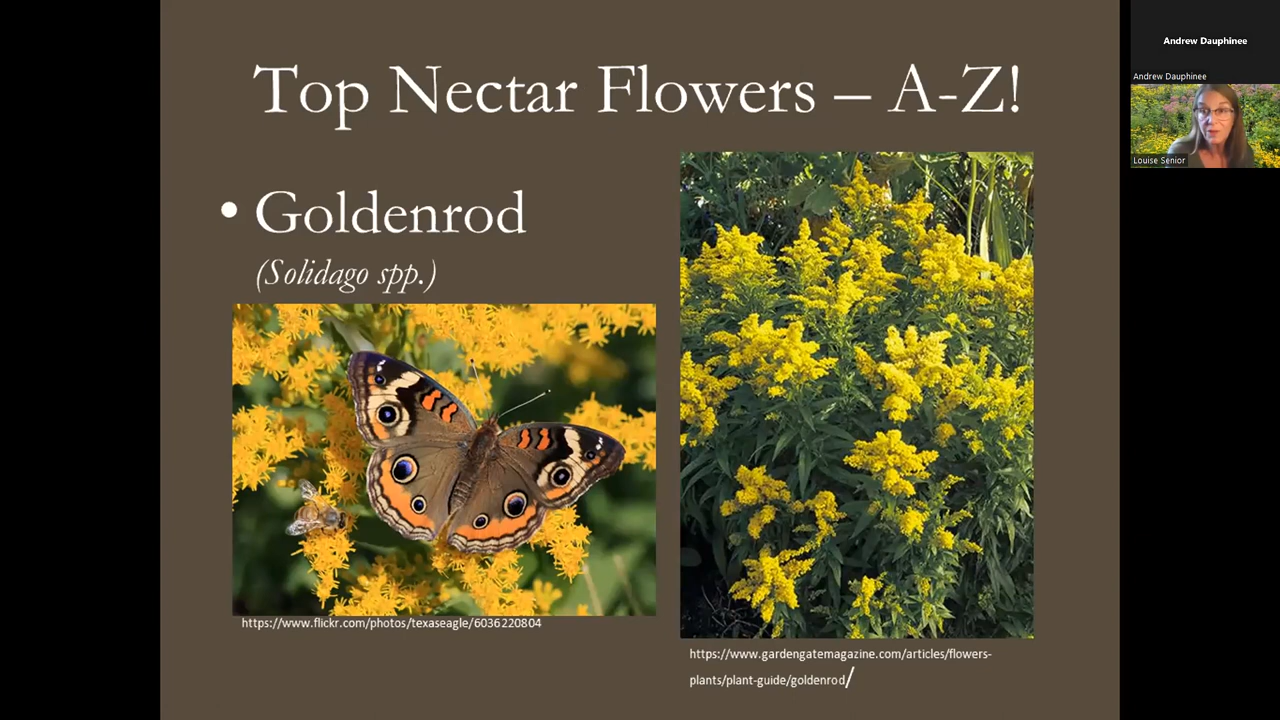 Top Nectar Flowers – A-Z!
• Goldenrod
(Solidago spp.)
https://www.flickr.com/photos/texaseagle/6036220804
https://www.gardengatemagazine.com/articles/flowers-
plants/plant-guide/goldenrod/
Andrew Dauphinee
Andrew Dauphinee
Louise Senior